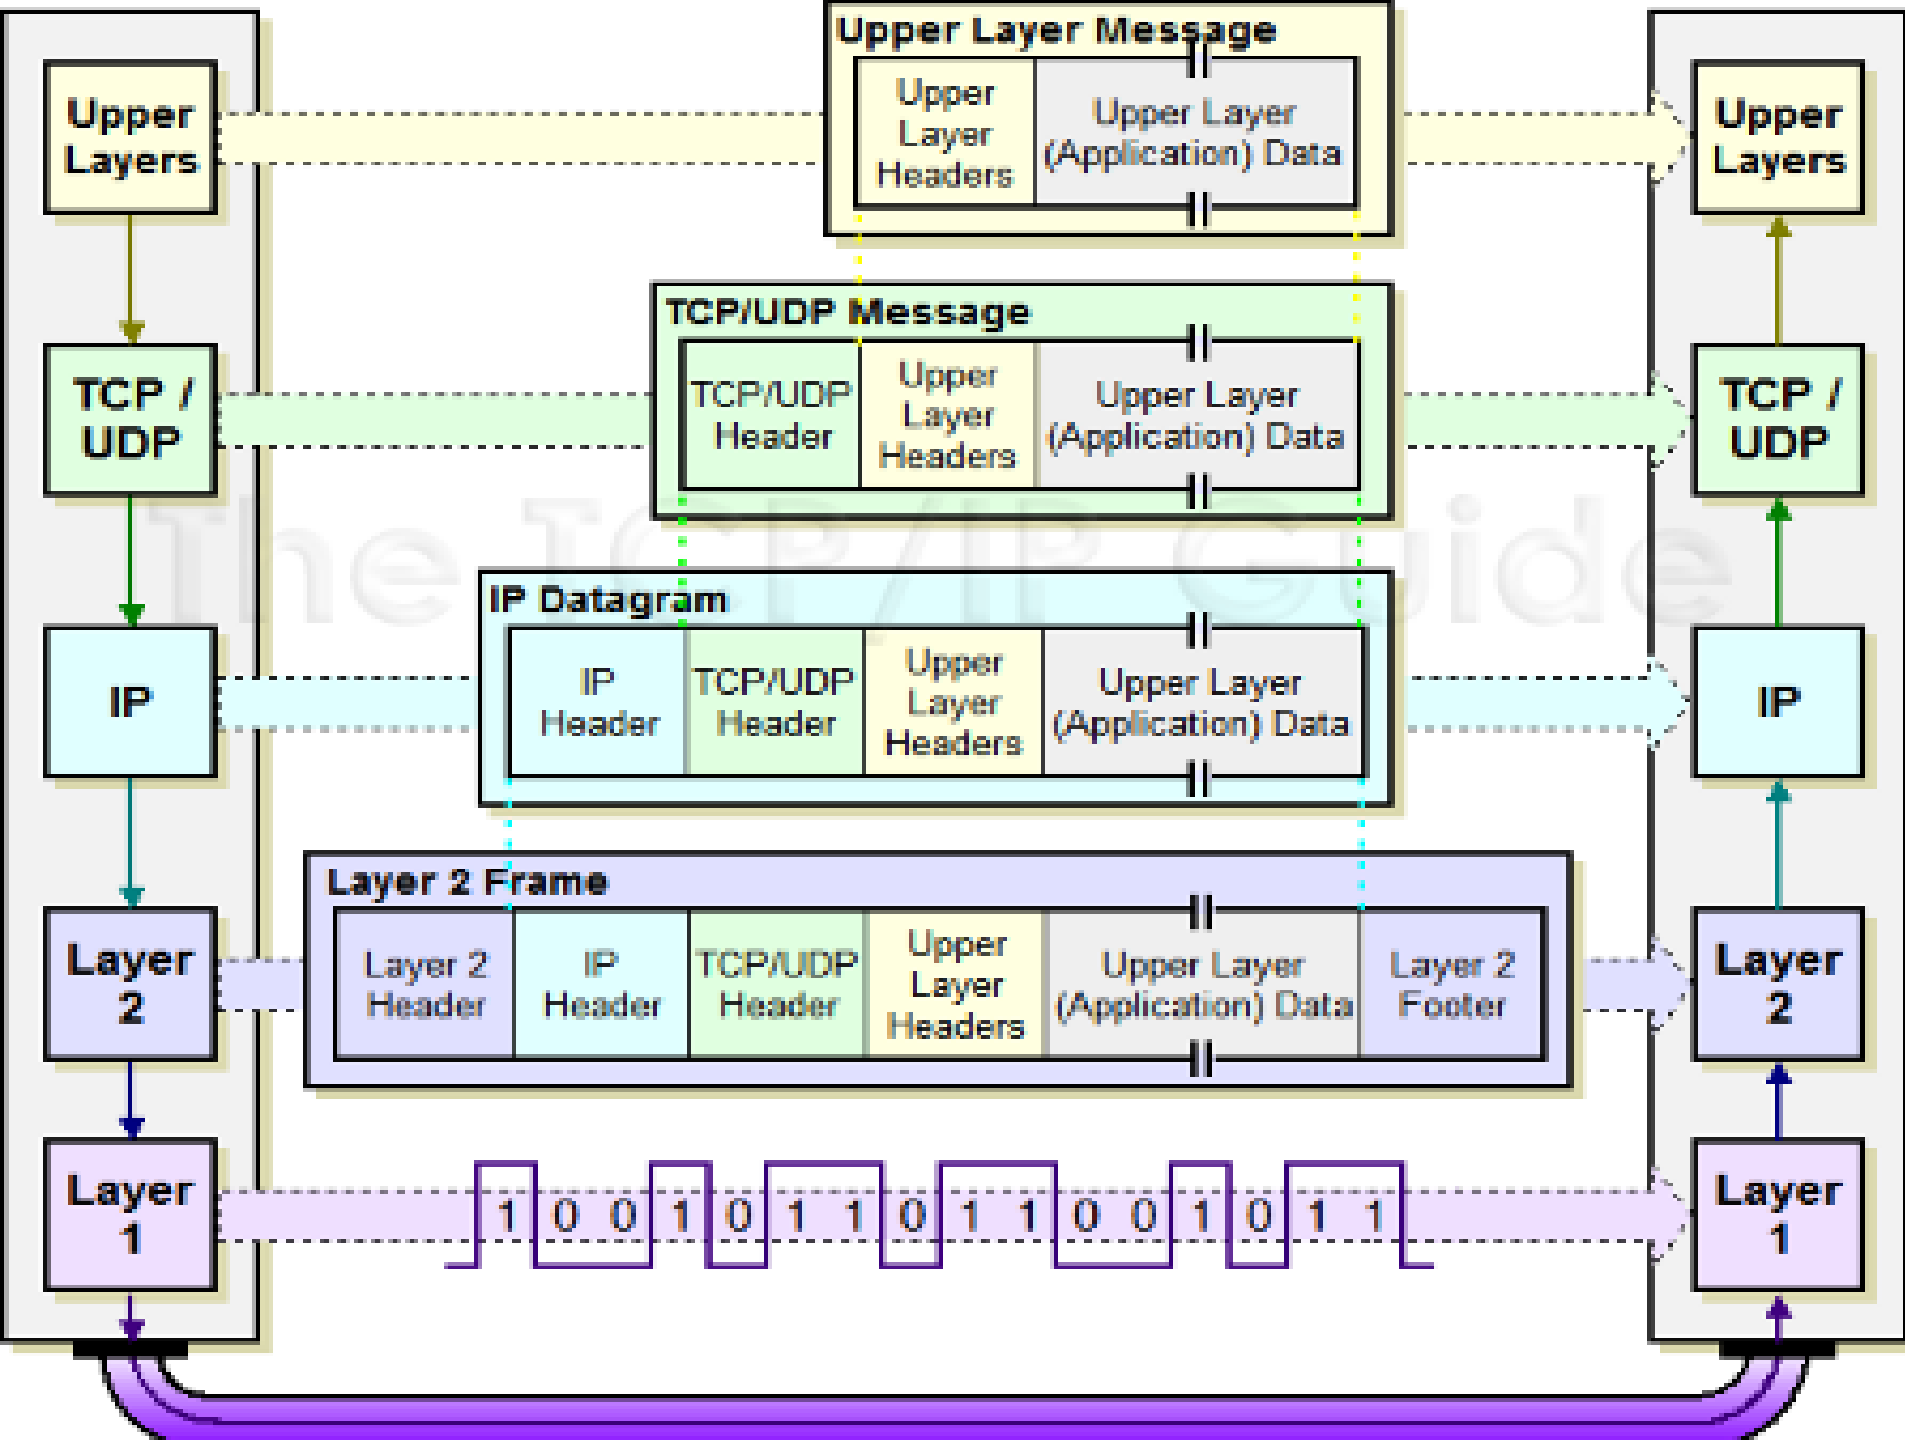 Upper Layer Message
Upper
Layers
Upper
Layer
Headers
Upper Layer
(Application) Data
Upper
Layers
TCP/UDP Message
TCP /
UDP
TCP/UDP
Header
Upper
Layer
Headers
Upper Layer
(Application) Data
TCP /
UDP
The TCP/IP Guide
IP Datagram
IP
IP
Header
TCP/UDP
Header
Upper
Layer
Headers
Upper Layer
(Application) Data
IP
Layer 2 Frame
Layer
2
Layer 2
Header
IP
Header
TCP/UDP
Header
Upper
Layer
Headers
Upper Layer
(Application) Data
Layer 2
Footer
Layer
2
Layer
1
1 0 0 1 0 1 1 0 1 1 0 0 1 0 1 1
Layer
1